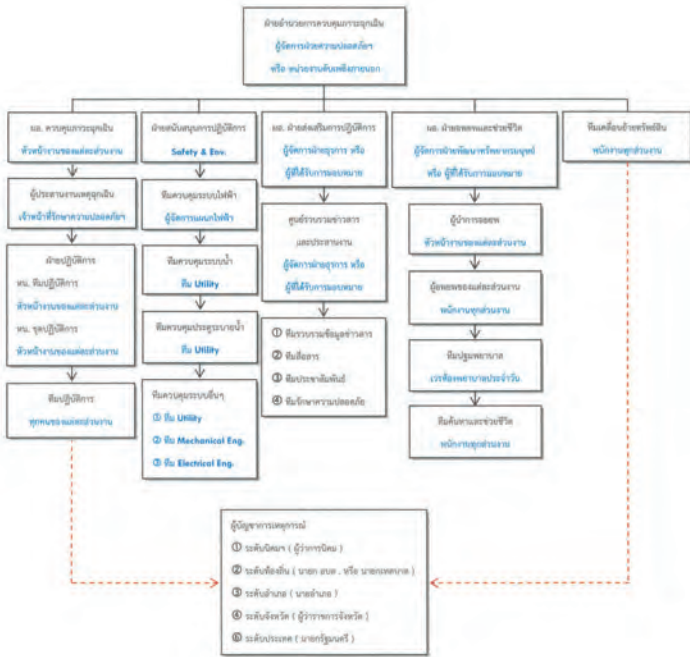 ฝ่ายอำนวยการควบคุมภาวะฉุกเฉิน
ผู้จัดการฝ่ายความปลอดภัยฯ
หรือ หน่วยงานดับเพลิงภายนอก
ผอ. ควบคุมภาวะฉุกเฉิน
หัวหน้างานของแต่ละส่วนงาน
ผู้ประสานงานเหตุฉุกเฉิน
เจ้าหน้าที่รักษาความปลอดภัยฯ
ฝ่ายปฏิบัติการ
หน. ทีมปฏิบัติการ
หัวหน้างานของแต่ละส่วนงาน
หน. ชุดปฏิบัติการ
หัวหน้างานของแต่ละส่วนงาน
ทีมปฏิบัติการ
ทุกคนของแต่ละส่วนงาน
ฝ่ายสนับสนุนการปฏิบัติการ
Safety & Env.
ทีมควบคุมระบบไฟฟ้า
ผู้จัดการแผนกไฟฟ้า
ทีมควบคุมระบบน้ำ
ทีม Utility
ทีมควบคุมประตูระบายน้ำ
ทีม Utility
ทีมควบคุมระบบอื่นๆ
① ทีม Utility
② ทีม Mechanical Eng.
③ ทีม Electrical Eng.
ผอ. ฝ่ายส่งเสริมการปฏิบัติการ
ผู้จัดการฝ่ายธุรการ หรือ
ผู้ที่ได้รับการมอบหมาย
ศูนย์รวบรวมข่าวสาร
และประสานงาน
ผู้จัดการฝ่ายธุรการ หรือ
ผู้ที่ได้รับการมอบหมาย
① ทีมรวบรวมข้อมูลข่าวสาร
② ทีมสื่อสาร
③ ทีมประชาสัมพันธ์
④ ทีมรักษาความปลอดภัย
ผอ. ฝ่ายอพยพและช่วยชีวิต
ผู้จัดการฝ่ายพัฒนาทรัพยากรมนุษย์
หรือ ผู้ที่ได้รับการมอบหมาย
ผู้นำการอพยพ
หัวหน้างานของแต่ละส่วนงาน
ผู้อพยพของแต่ละส่วนงาน
พนักงานทุกส่วนงาน
ทีมปฐมพยาบาล
เวรห้องพยาบาลประจำวัน
ทีมค้นหาและช่วยชีวิต
พนักงานทุกส่วนงาน
ทีมเคลื่อนย้ายทรัพย์สิน
พนักงานทุกส่วนงาน
ผู้บัญชาการเหตุการณ์
① ระดับนิคมฯ ( ผู้ว่าการนิคม )
② ระดับท้องถิ่น ( นายก อบต . หรือ นายกเทศบาล )
③ ระดับอำเภอ ( นายอำเภอ )
④ ระดับจังหวัด ( ผู้ว่าราชการจังหวัด )
⑤ ระดับประเทศ ( นายกรัฐมนตรี )